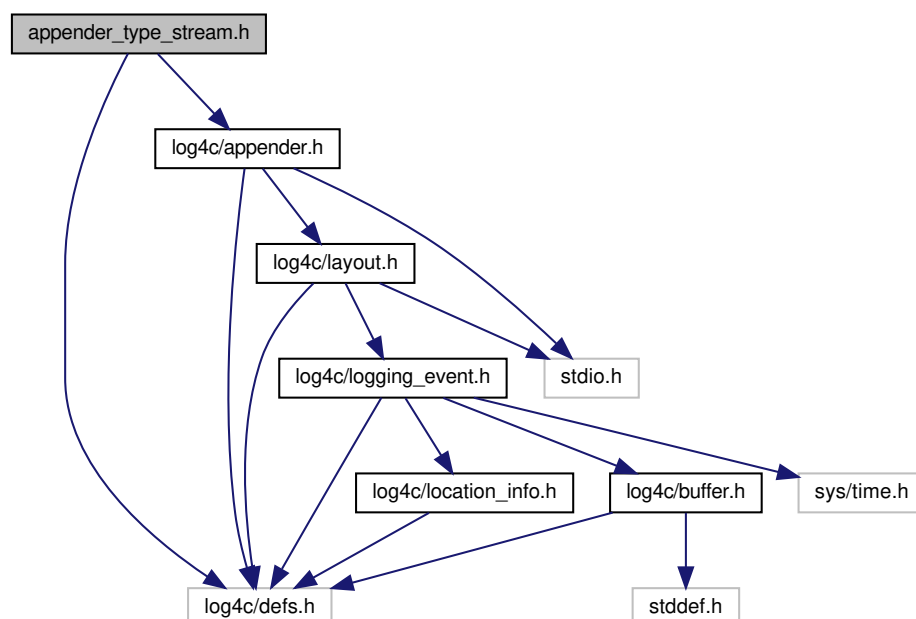 appender_type_stream.h
log4c/appender.h
log4c/layout.h
log4c/logging_event.h
stdio.h
log4c/location_info.h
log4c/buffer.h
sys/time.h
log4c/defs.h
stddef.h